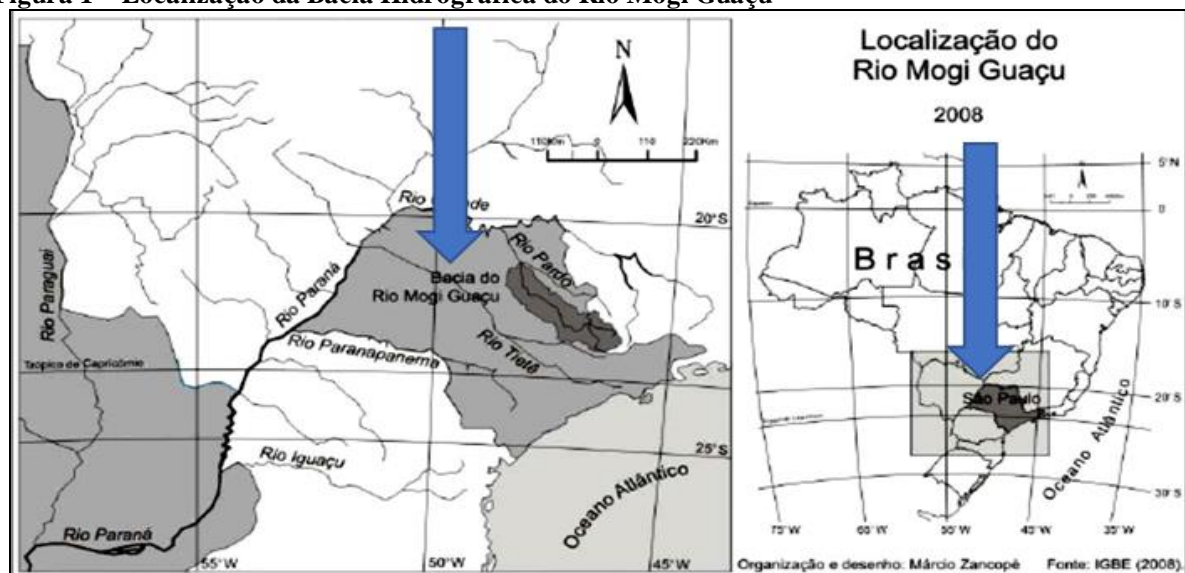 Figura 1 – Localização da Bacia Hidrográfica do Rio Mogi Guaçu
N
0
110
220Km
Rio Paraguai
Rio Paraná
20°S
Rio Pardo
Bacia do
Rio Mogi Guaçu
Rio Tietê
Rio Paranapanema
Trópico de Capricórnio
25°S
Rio Iguaçu
Oceano Atlântico
Rio Paraná
55°W
50°W
45°W
Localização do
Rio Mogi Guaçu
2008
5°N
0
Bras
10°S
São Paulo
20°S
Oceano Atlântico
30°S
75°W
65°W
55°W
45°W
35°W
Organização e desenho: Márcio Zancopé
Fonte: IGBE (2008).